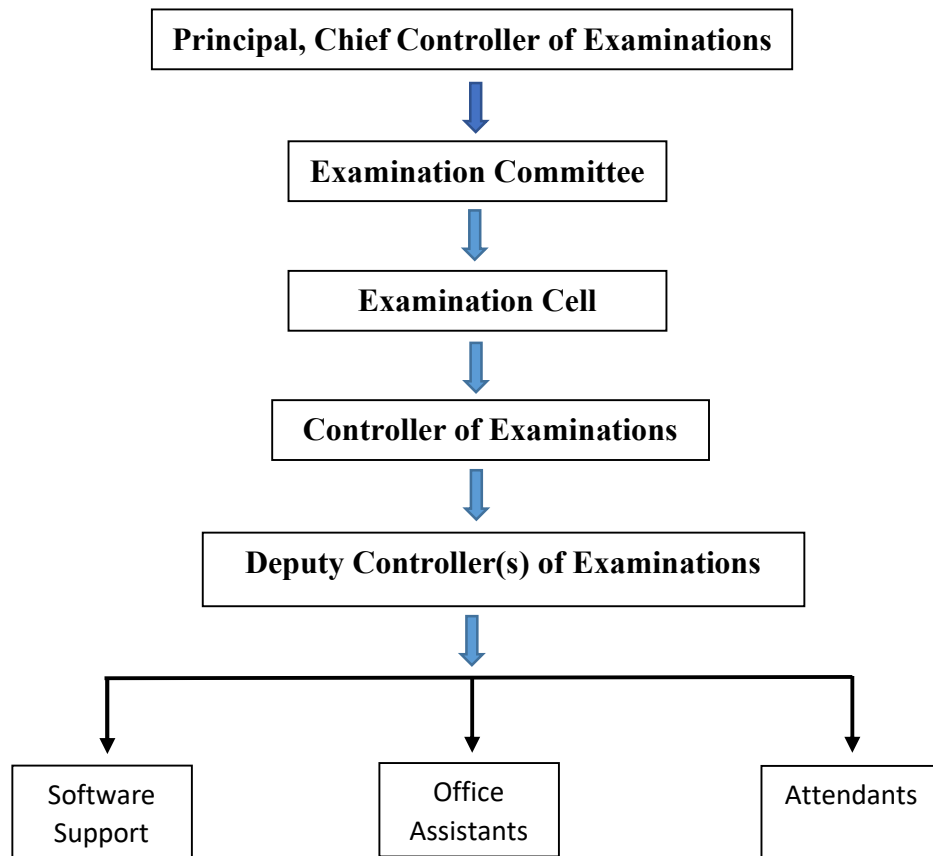 Principal, Chief Controller of Examinations
Examination Committee
Examination Cell
Controller of Examinations
Deputy Controller(s) of Examinations
Software
Support
Office
Assistants
Attendants